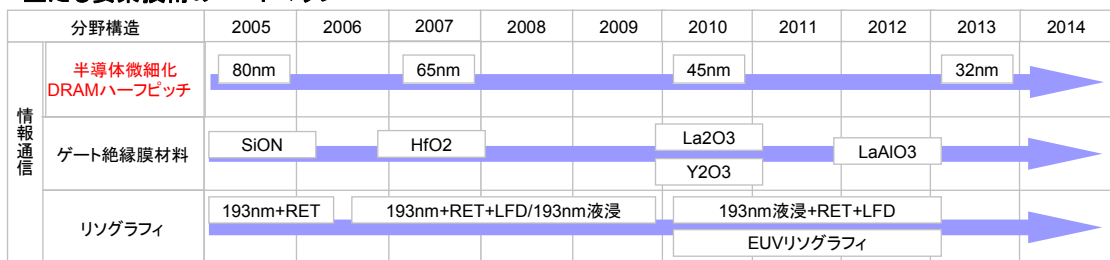 分野構造 2005 2006 2007 2008 2009 2010 2011 2012 2013 2014
情報通信
半導体微細化
DRAMハーフピッチ
80nm 65nm 45nm 32nm
ゲート絶縁膜材料
SiON HfO2 La2O3 LaAlO3
Y2O3
リソグラフィ
193nm+RET 193nm+RET+LFD/193nm液浸 193nm液浸+RET+LFD
EUVリソグラフィ